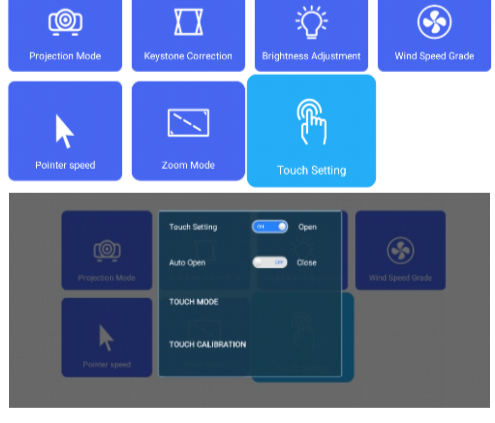 Projection Mode
Keystone Correction
Brightness Adjustment
Wind Speed Grade
Pointer speed
Zoom Mode
Touch Setting
Touch Setting ON Open
Projection Mode
Wind Speed Grade
Auto Open OFF Close
TOUCH MODE
TOUCH CALIBRATION
Pointer speed